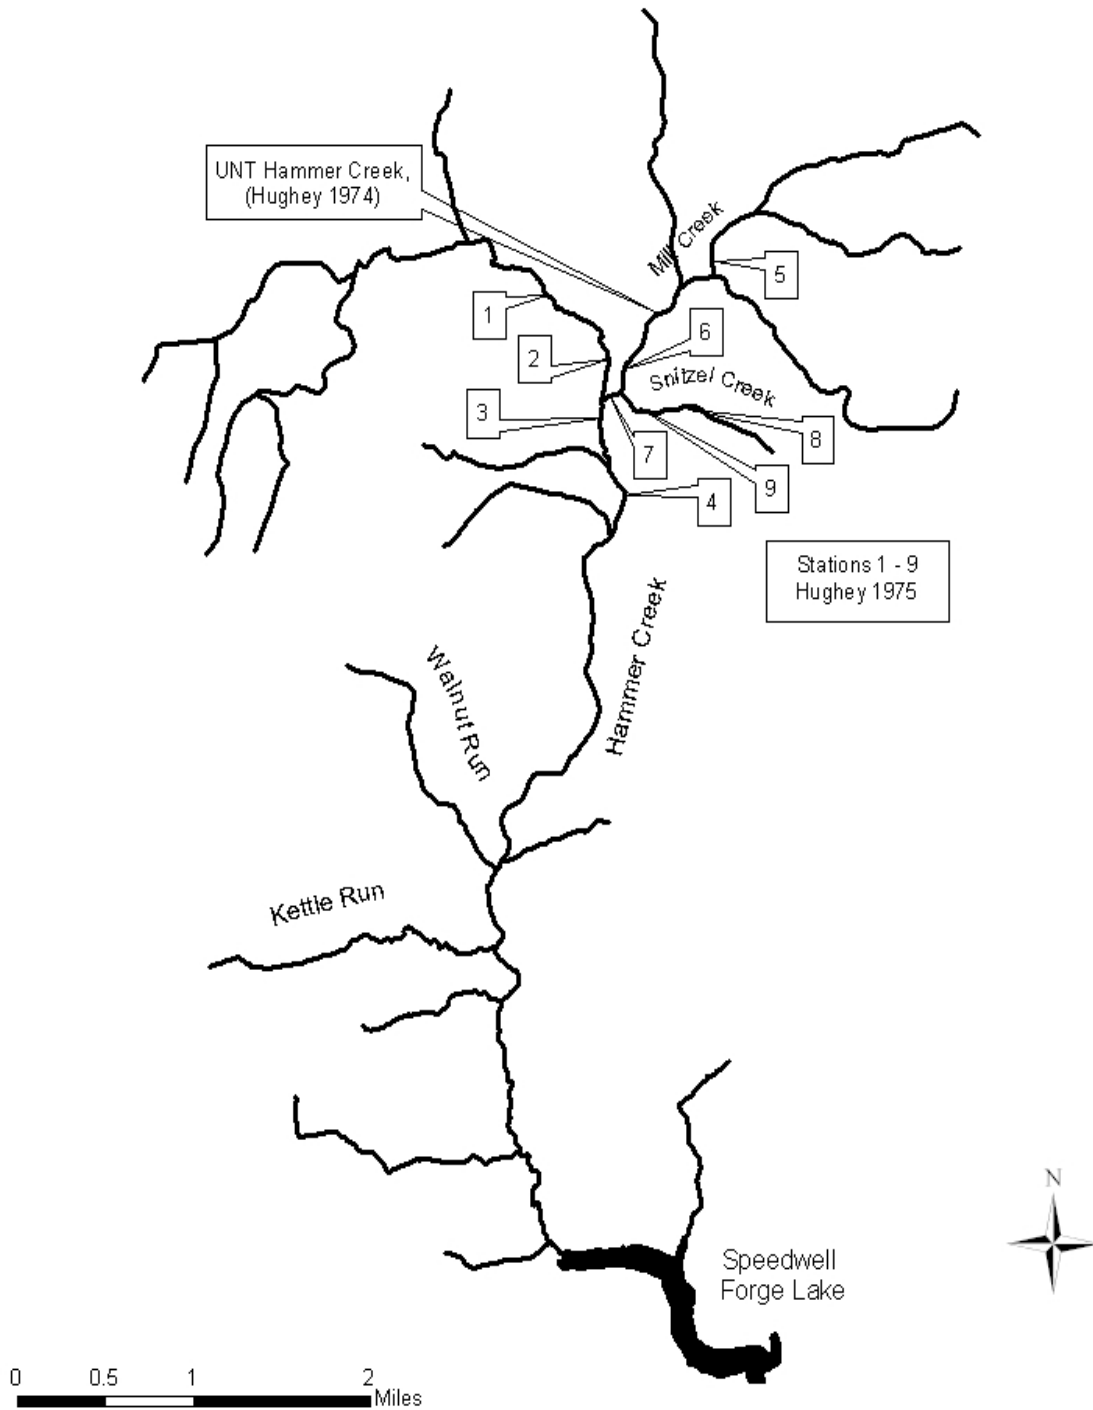 UNT Hammer Creek,
(Hughey 1974)
Mill Creek
5
1
6
2
Snitzel Creek
3
8
7
9
4
Stations 1 - 9
Hughey 1975
Hammer Creek
Walnut Run
Kettle Run
N
Speedwell
Forge Lake
0 0.5 1 2
Miles